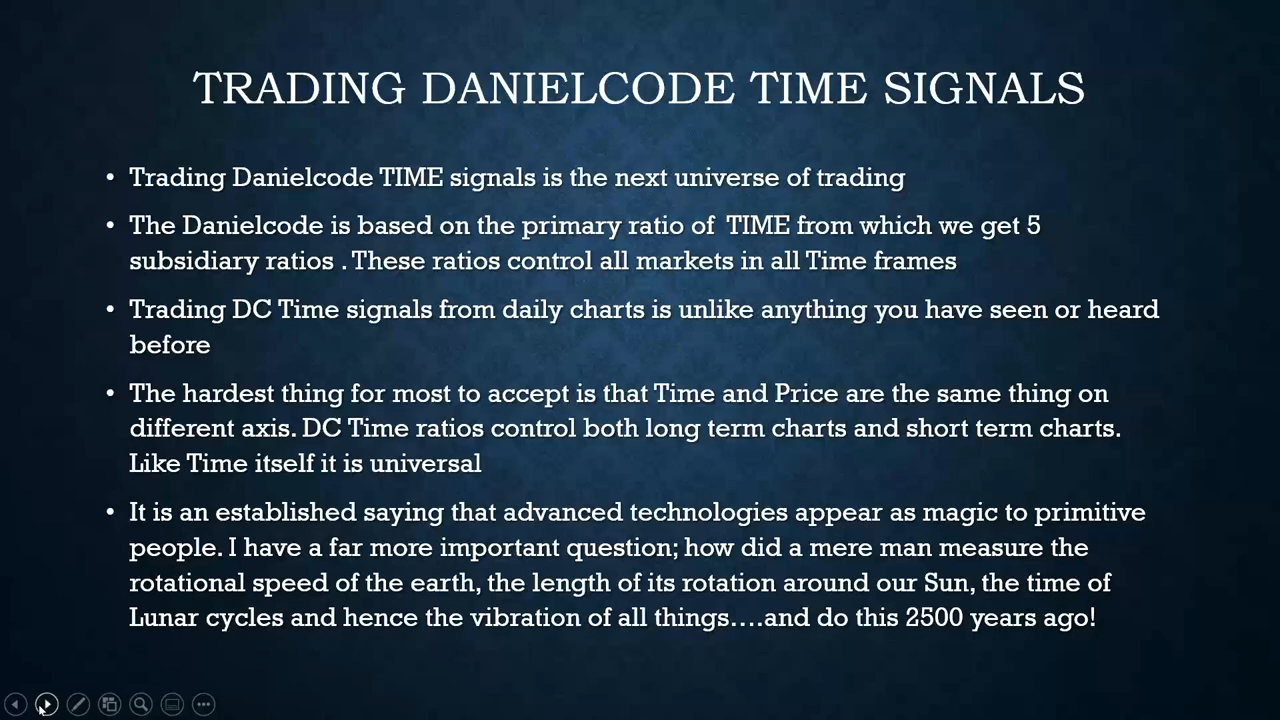 TRADING DANIELCODE TIME SIGNALS
• Trading Danielcode TIME signals is the next universe of trading
• The Danielcode is based on the primary ratio of  TIME from which we get 5
subsidiary ratios . These ratios control all markets in all Time frames
• Trading DC Time signals from daily charts is unlike anything you have seen or heard
before
• The hardest thing for most to accept is that Time and Price are the same thing on
different axis. DC Time ratios control both long term charts and short term charts.
Like Time itself it is universal
• It is an established saying that advanced technologies appear as magic to primitive
people. I have a far more important question; how did a mere man measure the
rotational speed of the earth, the length of its rotation around our Sun, the time of
Lunar cycles and hence the vibration of all things….and do this 2500 years ago!